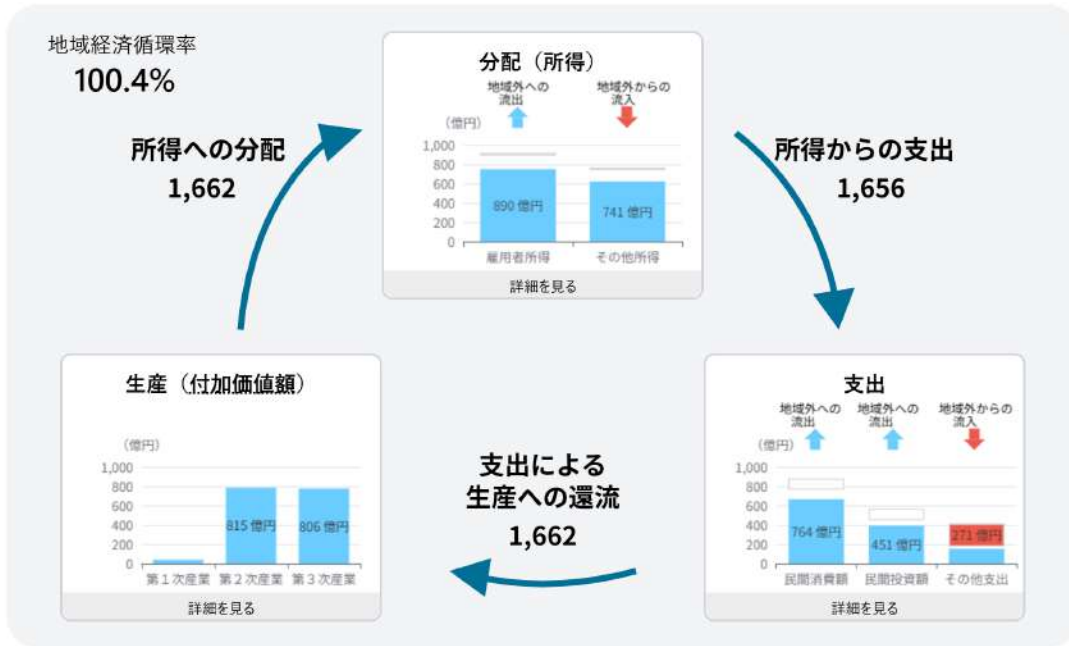 地域経済循環率
100.4%
分配（所得）
地域外への
流出
地域外からの
流入
（億円）
1,000
800
600
400
200
0
890 億円
741 億円
雇用者所得
その他所得
詳細を見る
所得への分配
1,662
所得からの支出
1,656
生産（付加価値額）
（億円）
1,000
800
600
400
200
0
815 億円
806 億円
第1次産業
第2次産業
第3次産業
詳細を見る
支出による
生産への還流
1,662
支出
地域外への
流出
地域外への
流出
地域外からの
流入
（億円）
1,000
800
600
400
200
0
764 億円
451 億円
271 億円
民間消費額
民間投資額
その他支出
詳細を見る